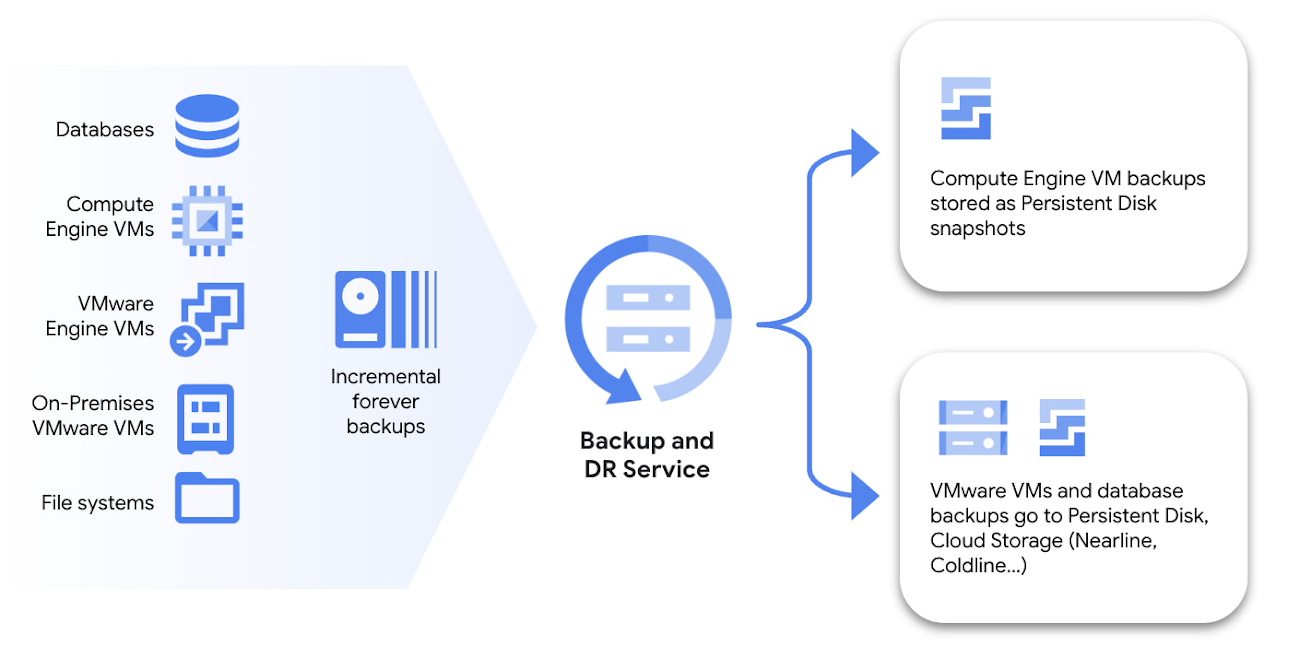 Databases
Compute
Engine VMs
VMware
Engine VMs
On-Premises
VMware VMs
File systems
Incremental
forever
backups
Backup and
DR Service
Compute Engine VM backups
stored as Persistent Disk
snapshots
VMware VMs and database
backups go to Persistent Disk,
Cloud Storage (Nearline,
Coldline...)